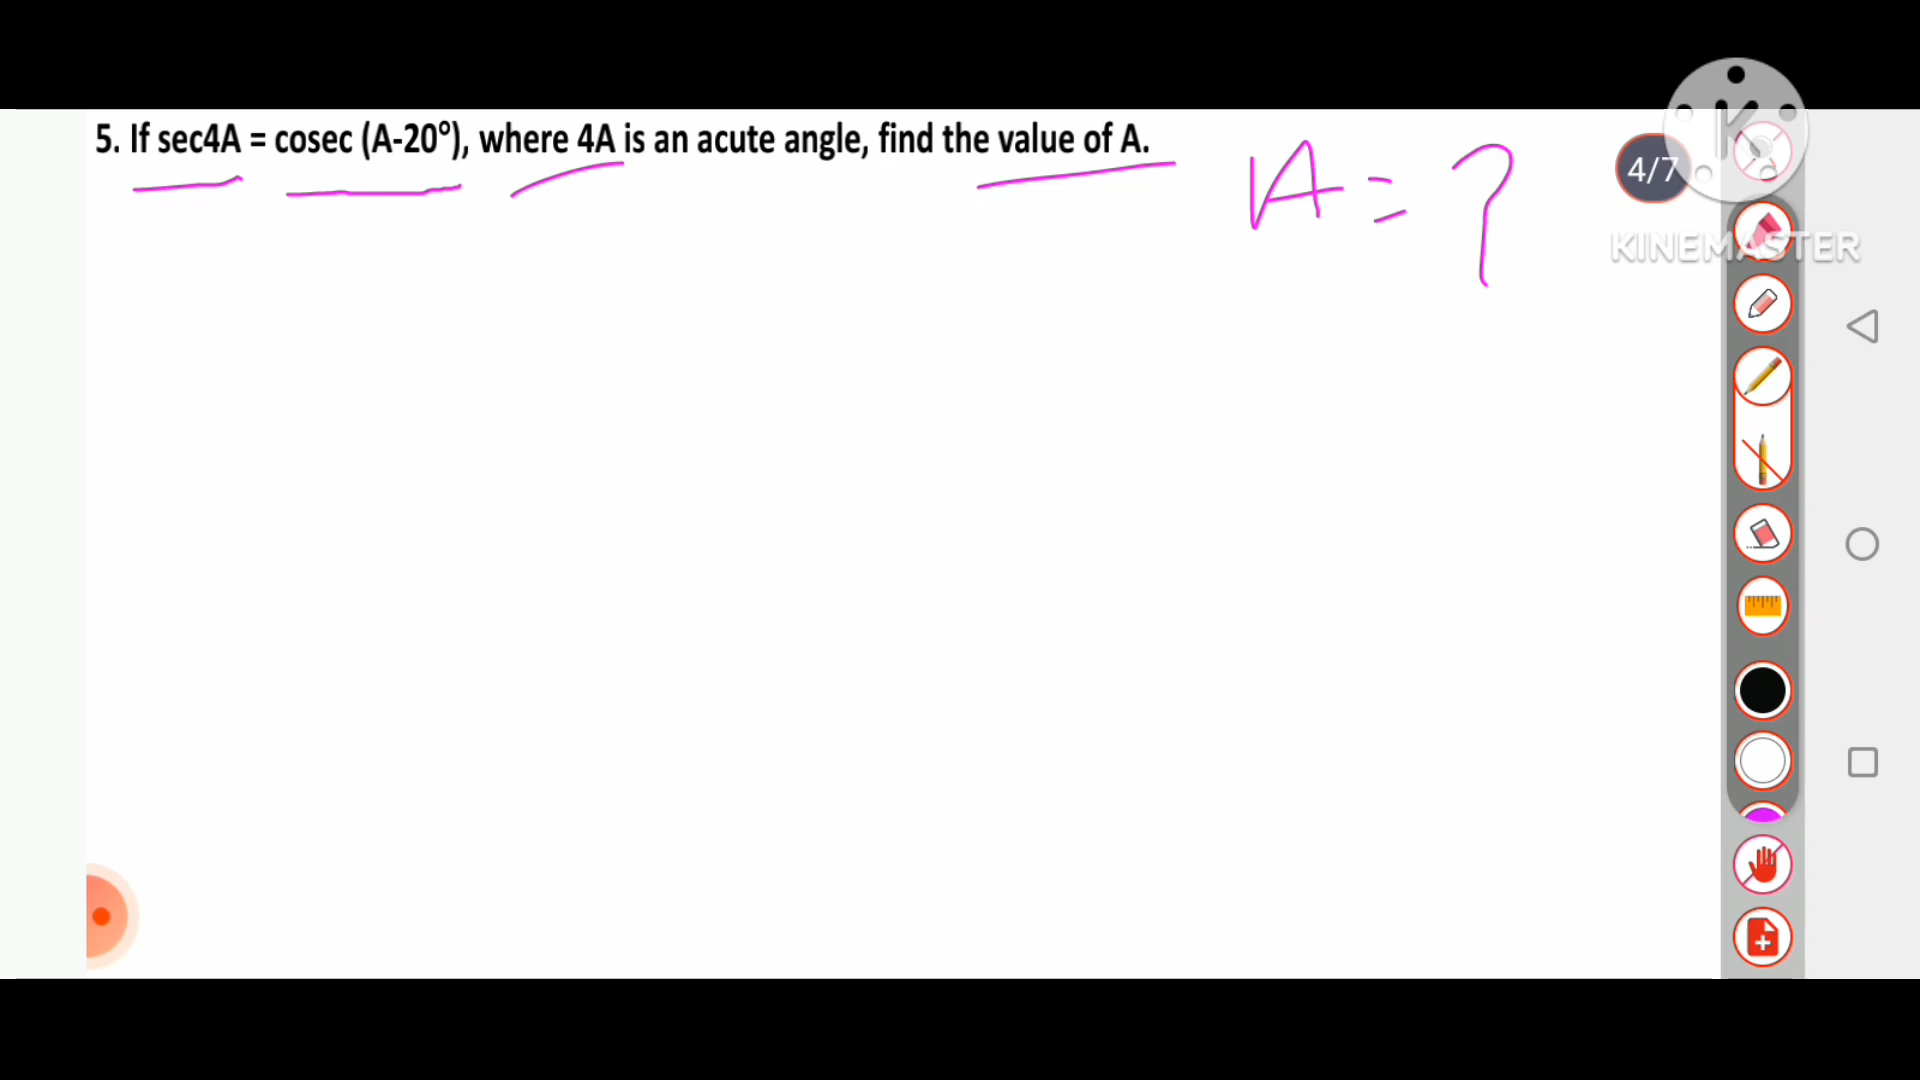 5. If sec4A = cosec (A-20°), where 4A is an acute angle, find the value of A.
A = ?
4/7
KINEMASTER